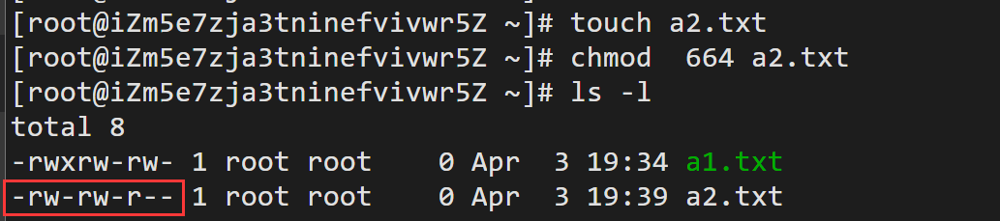 [root@iZm5e7zja3tninefvivwr5Z ~]# touch a2.txt
[root@iZm5e7zja3tninefvivwr5Z ~]# chmod  664 a2.txt
[root@iZm5e7zja3tninefvivwr5Z ~]# ls -l
total 8
-rwxrw-rw- 1 root root    0 Apr  3 19:34 a1.txt
-rw-rw-r-- 1 root root    0 Apr  3 19:39 a2.txt